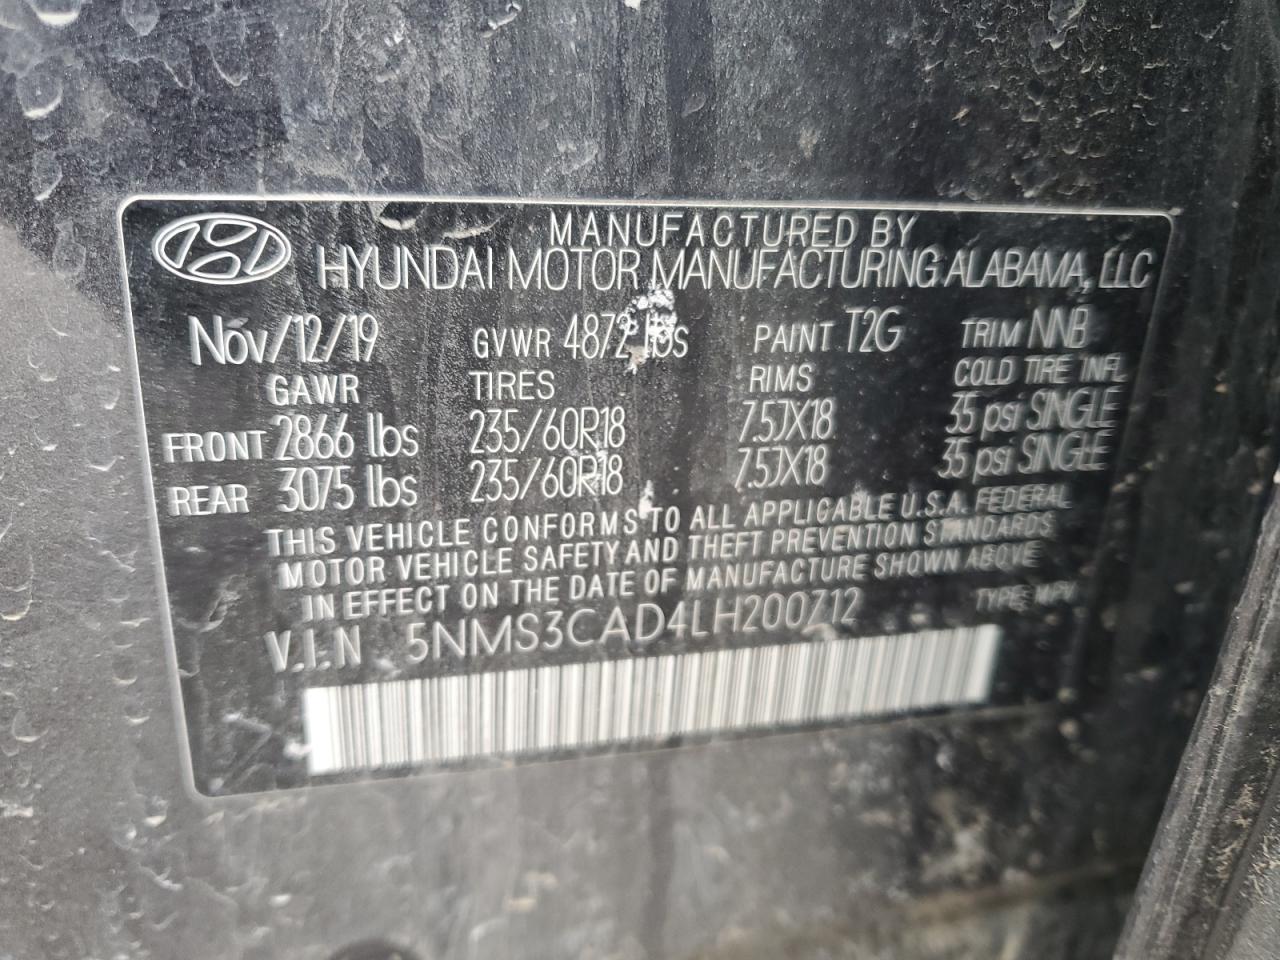 MANUFACTURED BY
HYUNDAI MOTOR MANUFACTURING ALABAMA, LLC
Nov/12/19 GVWR 4872 lbs PAINT T2G TRIM NNB
GAWR TIRES RIMS COLD TIRE INFL
FRONT 2866 lbs 235/60R18 7.5JX18 35 psi SINGLE
REAR 3075 lbs 235/60R18 7.5JX18 35 psi SINGLE
THIS VEHICLE CONFORMS TO ALL APPLICABLE U.S.A. FEDERAL
MOTOR VEHICLE SAFETY AND THEFT PREVENTION STANDARDS
IN EFFECT ON THE DATE OF MANUFACTURE SHOWN ABOVE
V.I.N 5NMS3CAD4LH200712 TYPE: MPV